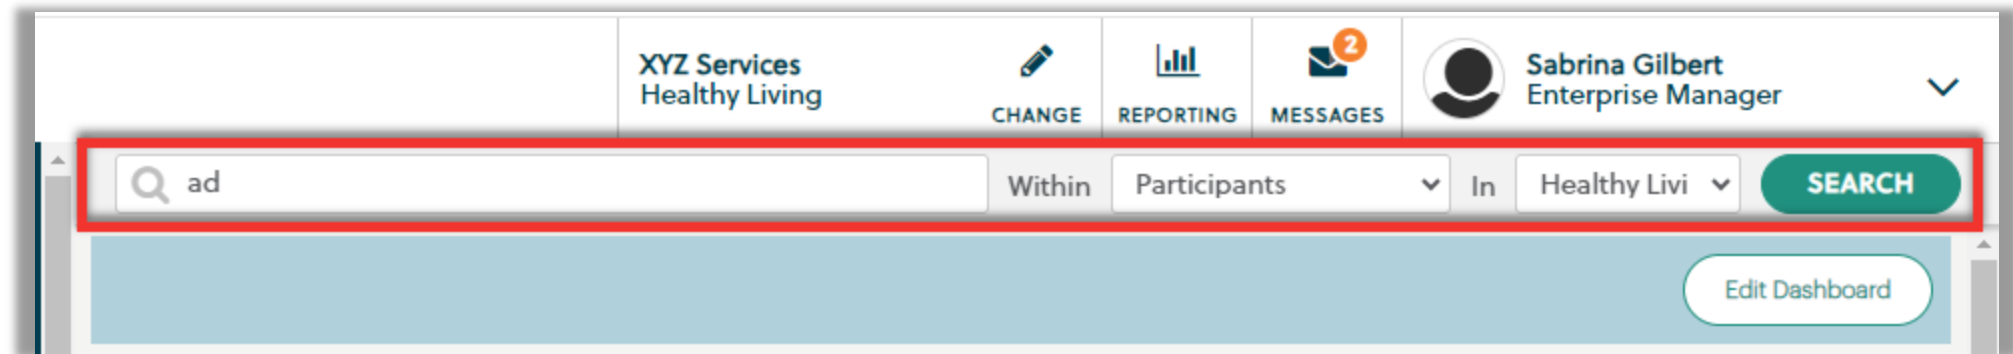 XYZ Services
Healthy Living
CHANGE
REPORTING
2
MESSAGES
Sabrina Gilbert
Enterprise Manager
ad
Within
Participants
In
Healthy Livi
SEARCH
Edit Dashboard